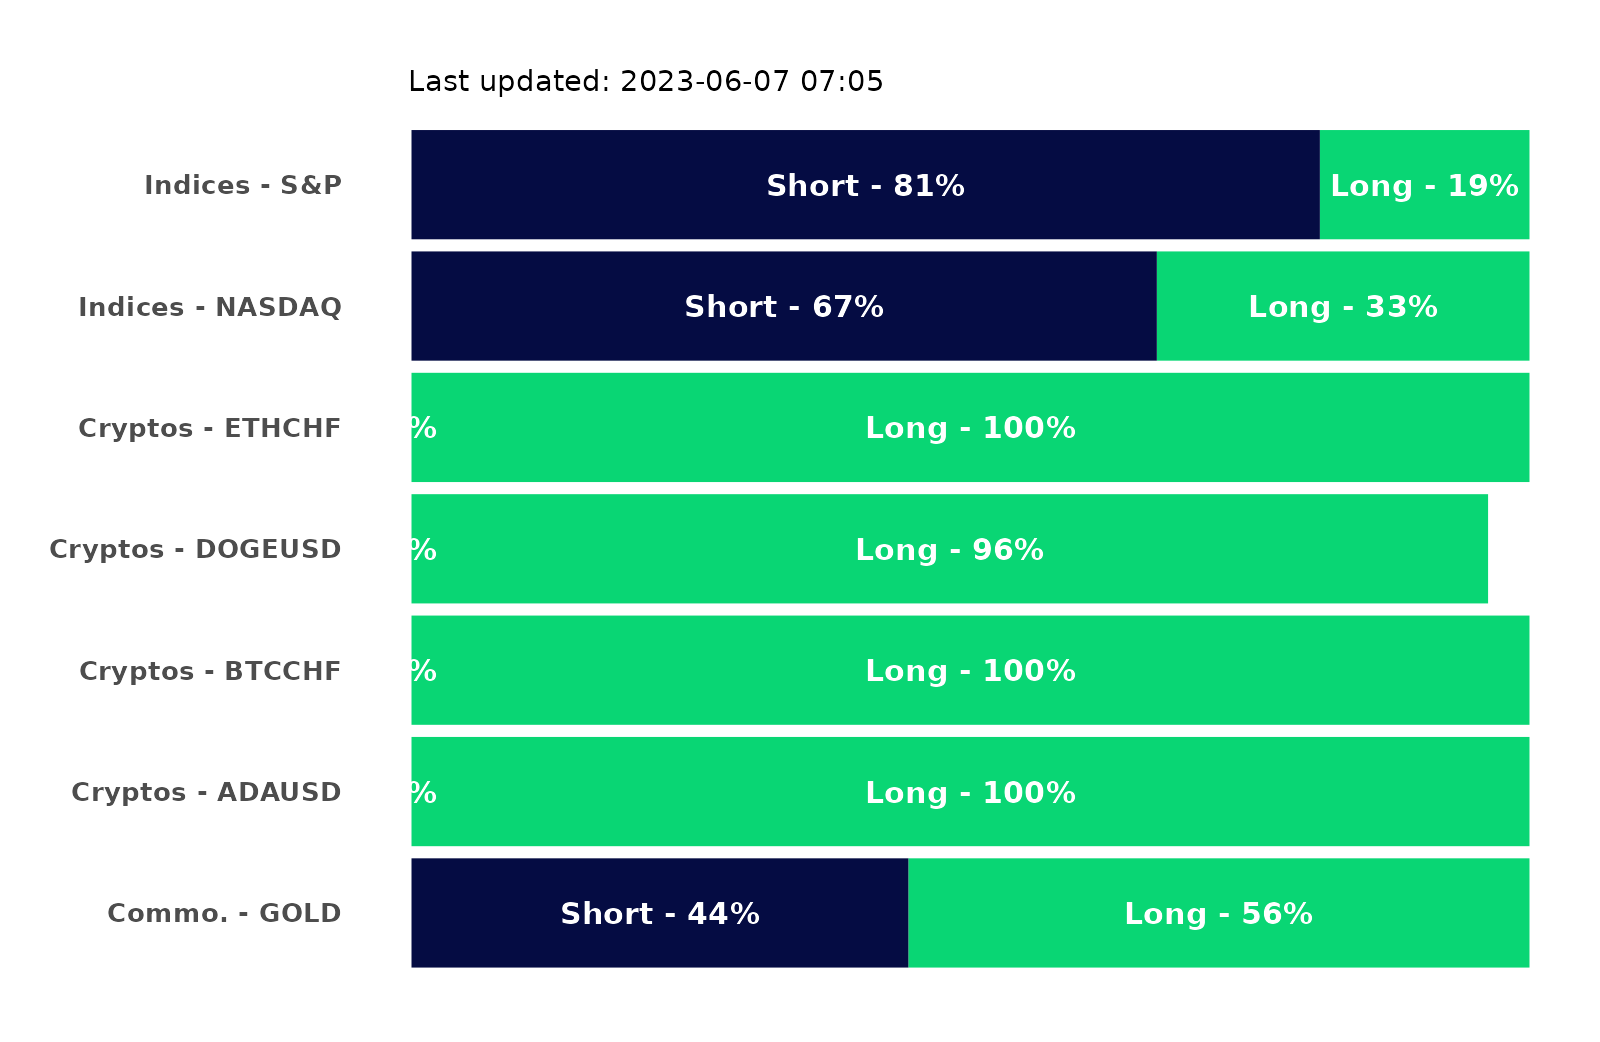 Last updated: 2023-06-07 07:05
Indices - S&P Short - 81% Long - 19%
Indices - NASDAQ Short - 67% Long - 33%
Cryptos - ETHCHF % Long - 100%
Cryptos - DOGEUSD % Long - 96%
Cryptos - BTCCHF % Long - 100%
Cryptos - ADAUSD % Long - 100%
Commo. - GOLD Short - 44% Long - 56%